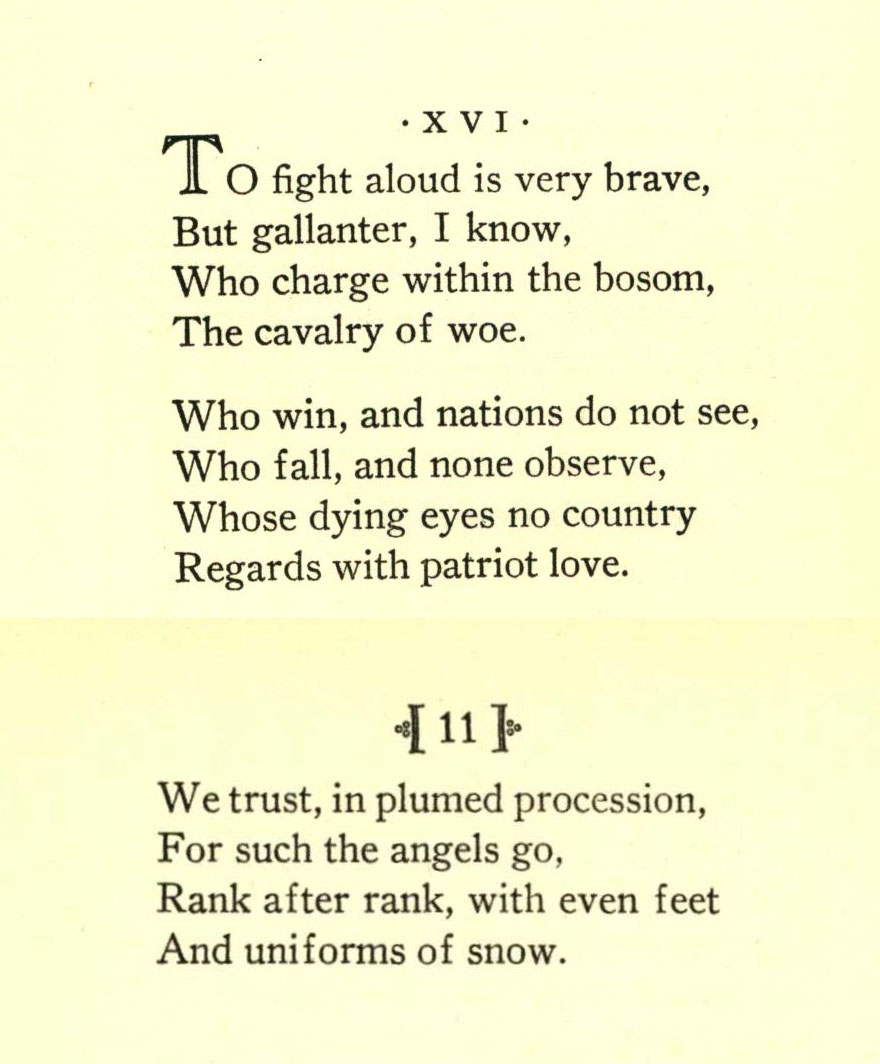 · X V I ·
TO fight aloud is very brave,
But gallanter, I know,
Who charge within the bosom,
The cavalry of woe.
Who win, and nations do not see,
Who fall, and none observe,
Whose dying eyes no country
Regards with patriot love.
[ 11 ]
We trust, in plumed procession,
For such the angels go,
Rank after rank, with even feet
And uniforms of snow.